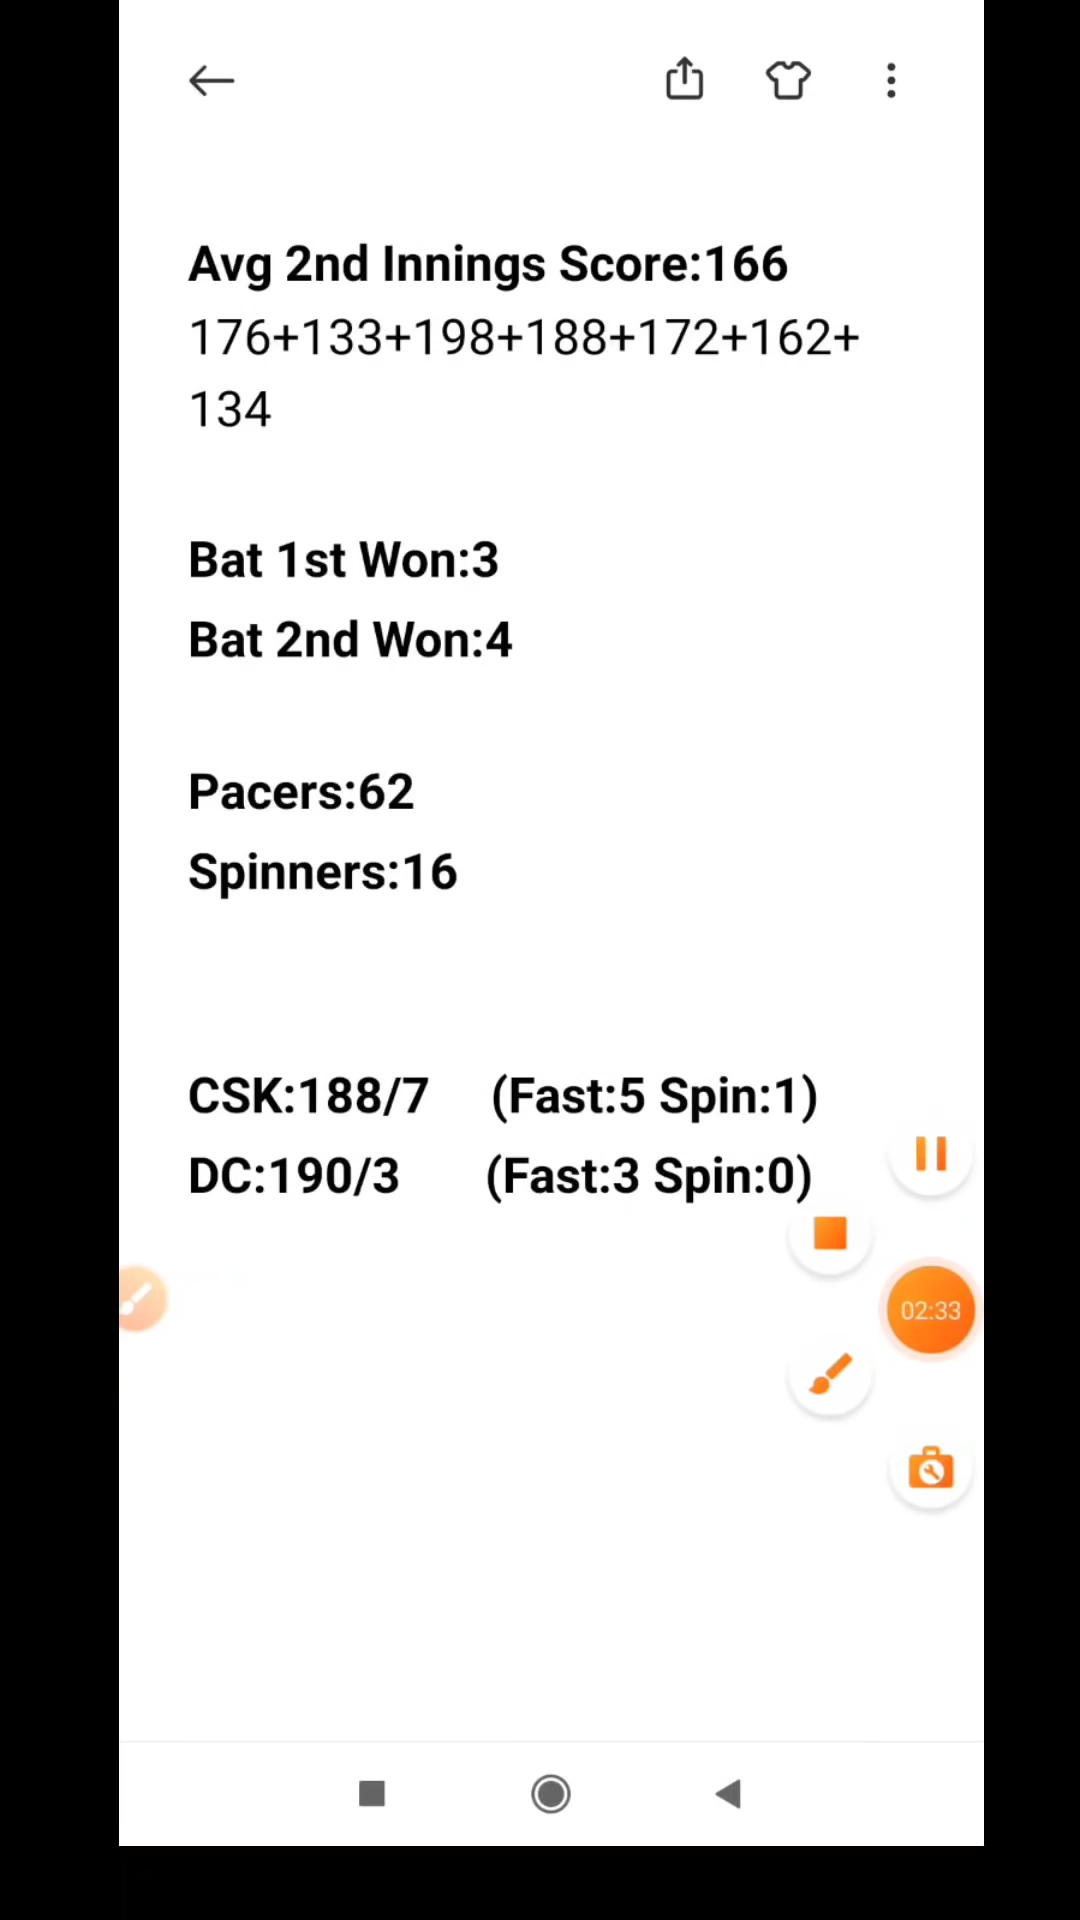 Avg 2nd Innings Score:166
176+133+198+188+172+162+
134
Bat 1st Won:3
Bat 2nd Won:4
Pacers:62
Spinners:16
CSK:188/7 (Fast:5 Spin:1)
DC:190/3 (Fast:3 Spin:0)
02:33